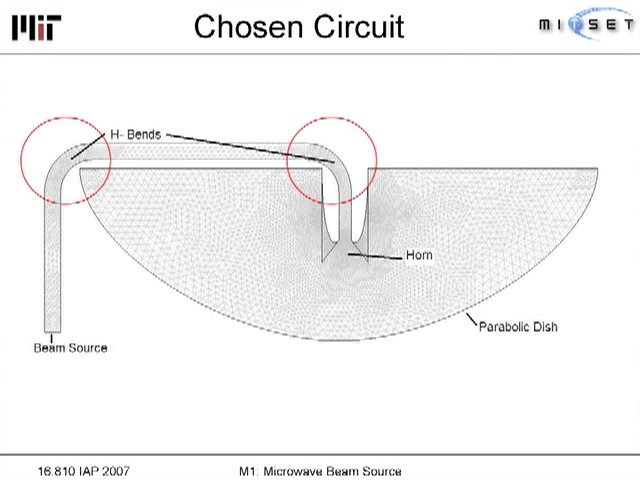 MIT
Chosen Circuit
MITSET
H- Bends
Horn
Parabolic Dish
Beam Source
16.810 IAP 2007
M1: Microwave Beam Source